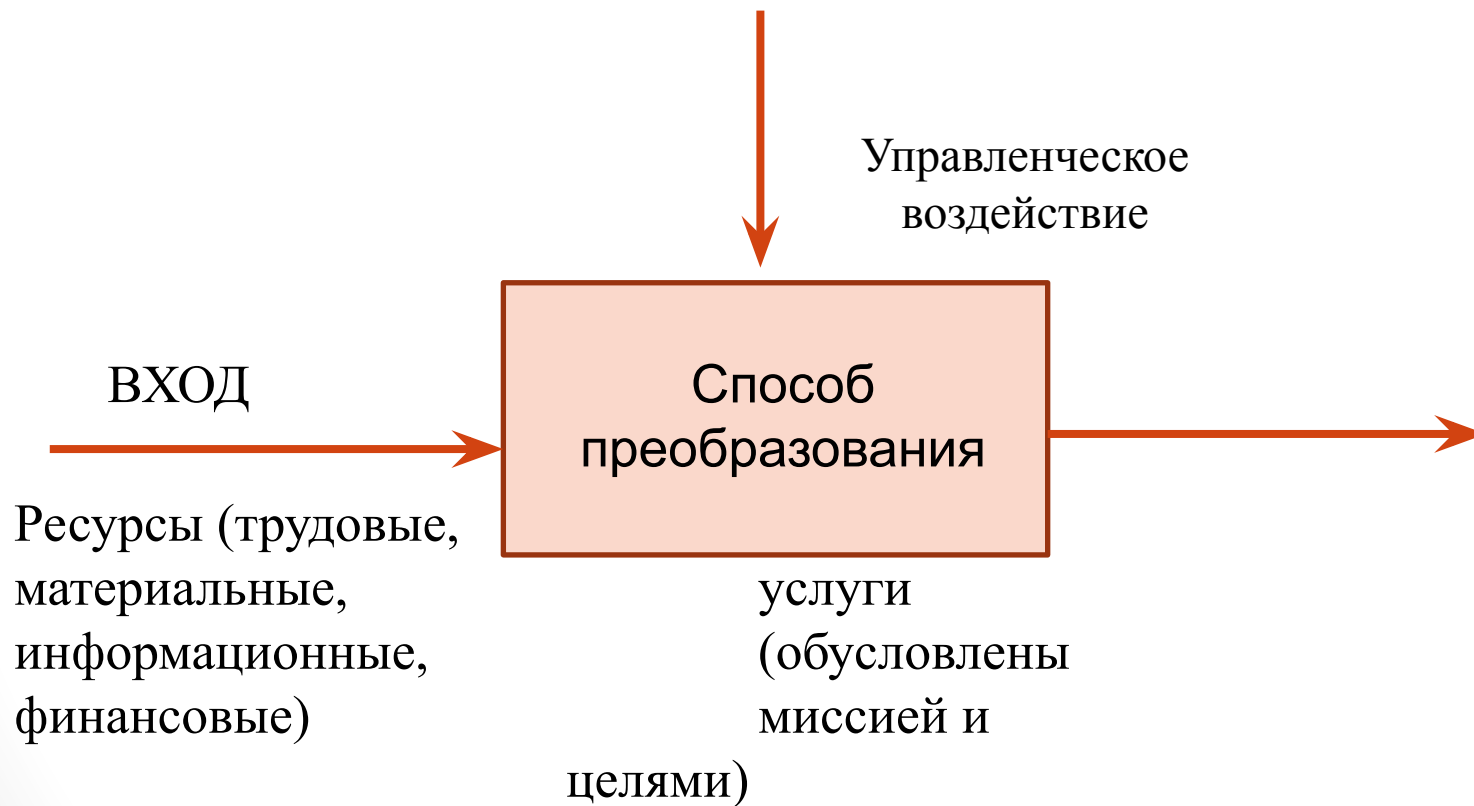 Управленческое
воздействие
ВХОД
Способ
преобразования
Ресурсы (трудовые,
материальные,
информационные,
финансовые)
услуги
(обусловлены
миссией и
целями)